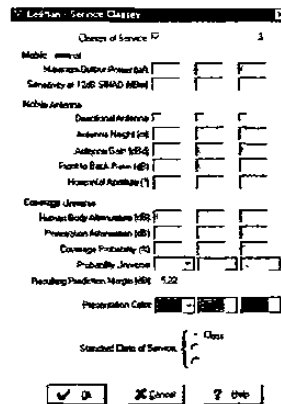 Service Classes
Classes of Service
Mobile
Maximum Output Power
Sensitivity at 12dB SINAD (dBm)
Mobile Antenna
Directional Antenna
Antenna Height (m)
Antenna Gain (dBd)
Front to Back Ratio (dB)
Horizontal Aperture (°)
Coverage Universe
Human Body Attenuation (dB)
Penetration Attenuation (dB)
Coverage Probability (%)
Probability Universe
Resulting Prediction Margin (dB)
Presentation Color
Standard Class of Service
Class
Ok
Cancel
Help